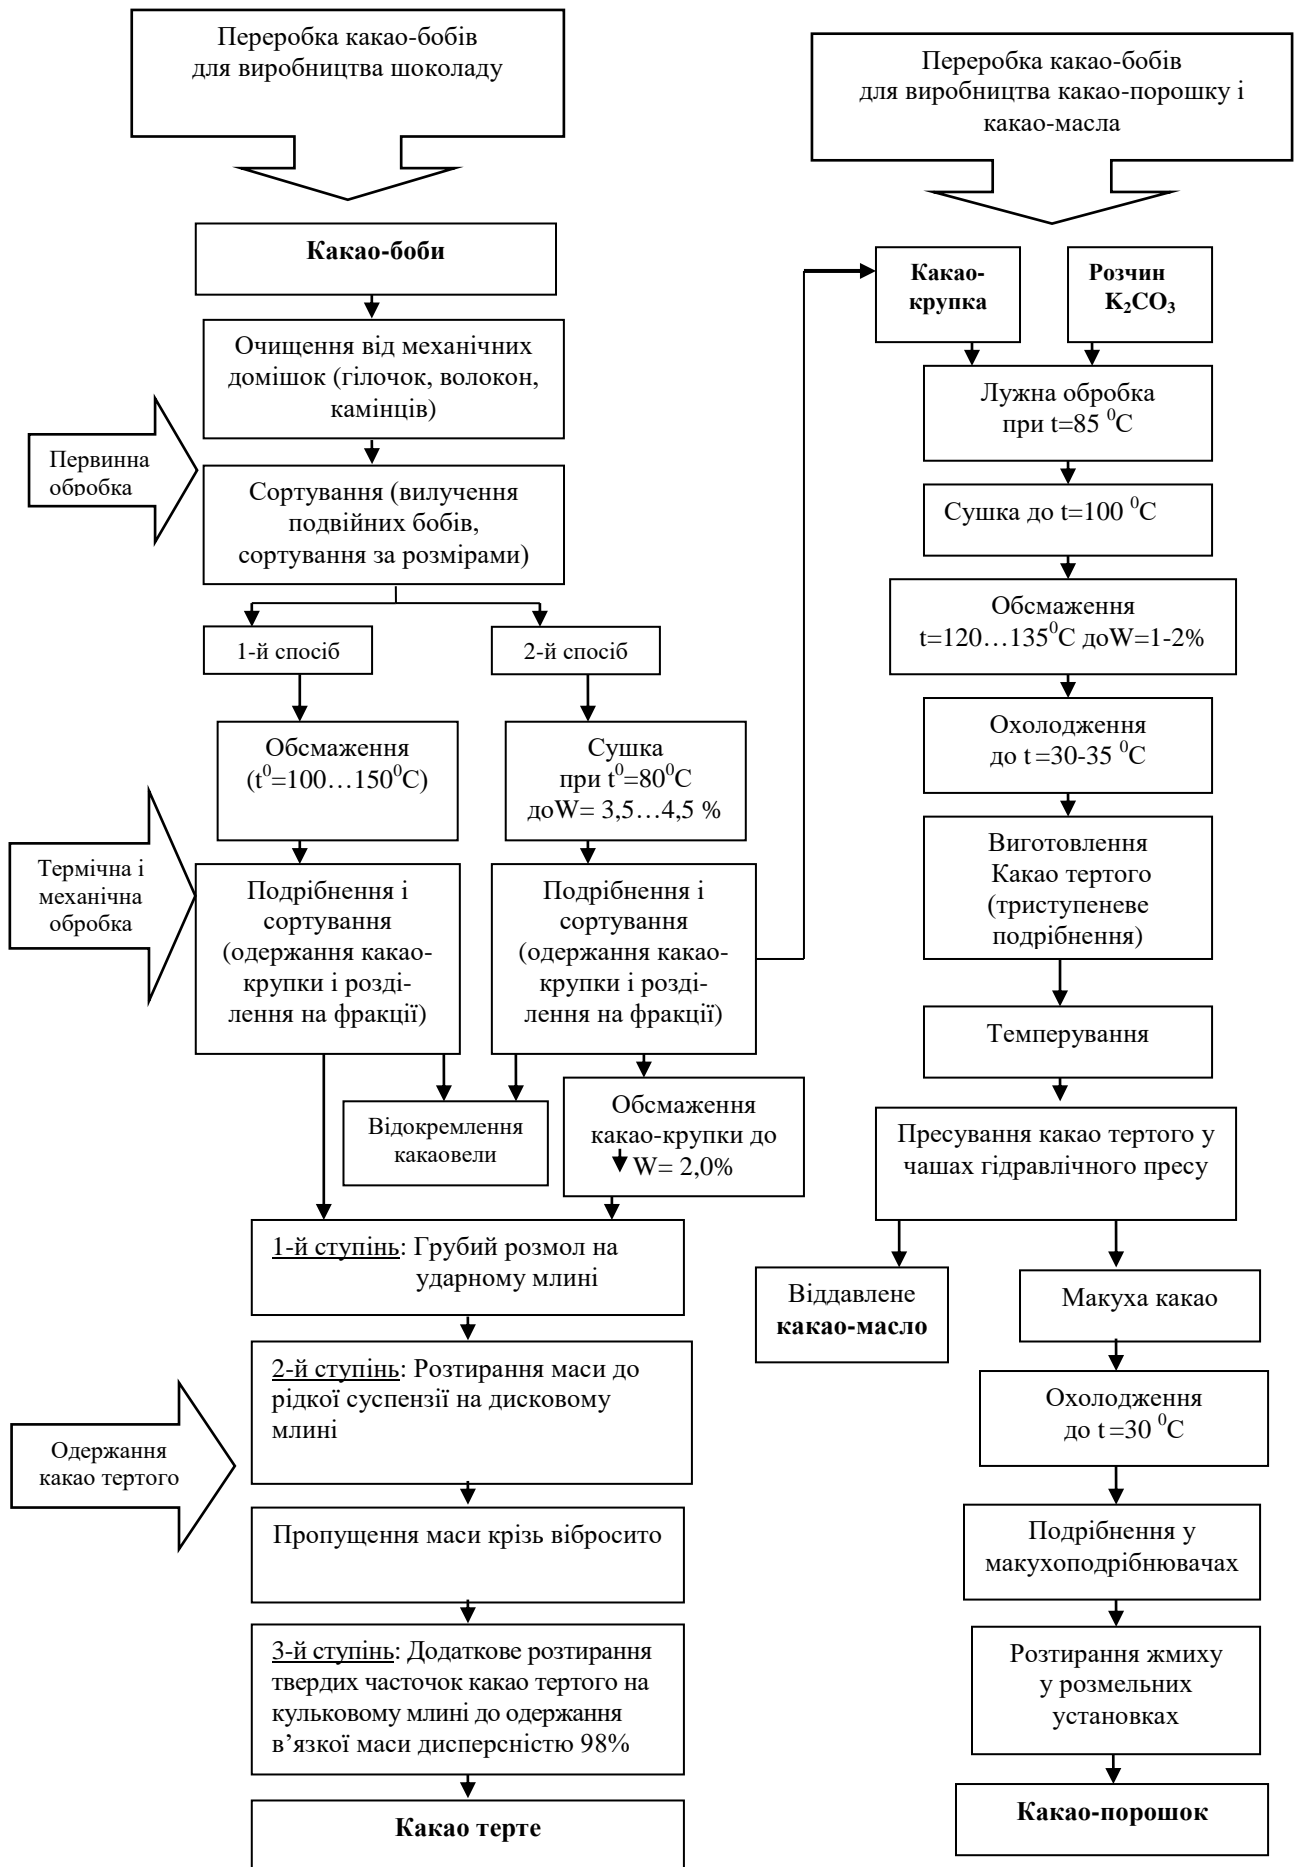 Переробка какао-бобів
для виробництва шоколаду
Какао-боби
Очищення від механічних
домішок (гілочок, волокон,
камінців)
Первинна
обробка
Сортування (вилучення
подвійних бобів,
сортування за розмірами)
1-й спосіб
2-й спосіб
Обсмаження
(t⁰=100…150⁰С)
Сушка
при t⁰=80⁰С
доW= 3,5…4,5 %
Термічна і
механічна
обробка
Подрібнення і
сортування
(одержання какао-
крупки і розді-
лення на фракції)
Подрібнення і
сортування
(одержання какао-
крупки і розді-
лення на фракції)
Відокремлення
какаовели
Обсмаження
какао-крупки до
W= 2,0%
1-й ступінь: Грубий розмол на
ударному млині
2-й ступінь: Розтирання маси до
рідкої суспензії на дисковому
млині
Одержання
какао тертого
Пропущення маси крізь вібросито
3-й ступінь: Додаткове розтирання
твердих часточок какао тертого на
кульковому млині до одержання
в’язкої маси дисперсністю 98%
Какао терте
Переробка какао-бобів
для виробництва какао-порошку і
какао-масла
Какао-
крупка
Розчин
K₂CO₃
Лужна обробка
при t=85 ⁰С
Сушка до t=100 ⁰С
Обсмаження
t=120…135⁰С доW=1-2%
Охолодження
до t =30-35 ⁰С
Виготовлення
Какао тертого
(триступеневе
подрібнення)
Темперування
Пресування какао тертого у
чашах гідравлічного пресу
Віддавлене
какао-масло
Макуха какао
Охолодження
до t =30 ⁰С
Подрібнення у
макухоподрібнювачах
Розтирання жмиху
у розмельних
установках
Какао-порошок